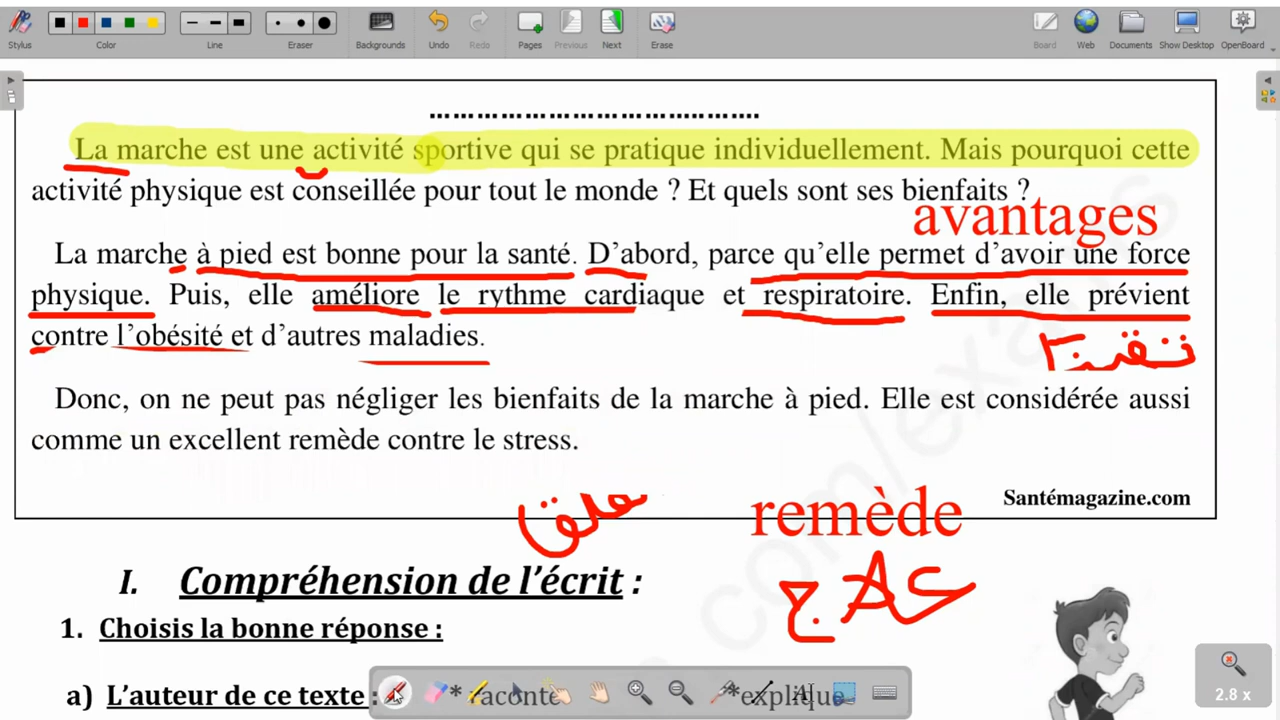 Stylus Color Line Eraser Backgrounds Undo Redo Pages Previous Next Erase Board Web Documents Show Desktop OpenBoard
La marche est une activité sportive qui se pratique individuellement. Mais pourquoi cette
activité physique est conseillée pour tout le monde ? Et quels sont ses bienfaits ?
avantages
La marche à pied est bonne pour la santé. D'abord, parce qu'elle permet d'avoir une force
physique. Puis, elle améliore le rythme cardiaque et respiratoire. Enfin, elle prévient
contre l'obésité et d'autres maladies.
Donc, on ne peut pas négliger les bienfaits de la marche à pied. Elle est considérée aussi
comme un excellent remède contre le stress.
Santémagazine.com
remède
I. Compréhension de l'écrit :
1. Choisis la bonne réponse :
a) L'auteur de ce texte : * raconte * explique
2.8 x